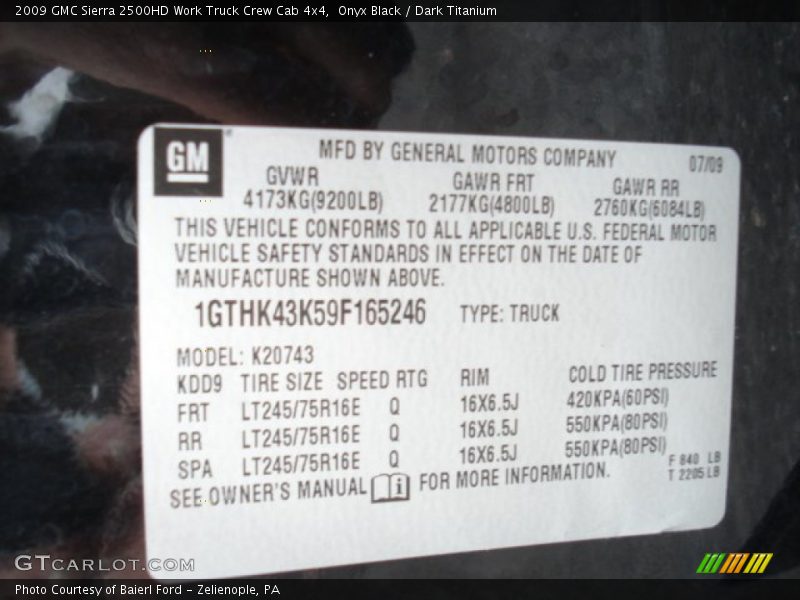 2009 GMC Sierra 2500HD Work Truck Crew Cab 4x4, Onyx Black / Dark Titanium
GM MFD BY GENERAL MOTORS COMPANY 07/09
GVWR GAWR FRT GAWR RR
4173KG(9200LB) 2177KG(4800LB) 2760KG(6084LB)
THIS VEHICLE CONFORMS TO ALL APPLICABLE U.S. FEDERAL MOTOR
VEHICLE SAFETY STANDARDS IN EFFECT ON THE DATE OF
MANUFACTURE SHOWN ABOVE.
1GTHK43K59F165246 TYPE: TRUCK
MODEL: K20743
KDD9 TIRE SIZE SPEED RTG RIM COLD TIRE PRESSURE
FRT LT245/75R16E Q 16X6.5J 420KPA(60PSI)
RR LT245/75R16E Q 16X6.5J 550KPA(80PSI)
SPA LT245/75R16E Q 16X6.5J 550KPA(80PSI)
F 840 LB
T 2205 LB
SEE OWNER'S MANUAL i FOR MORE INFORMATION.
GTCARLOT.COM
Photo Courtesy of Baierl Ford - Zelienople, PA